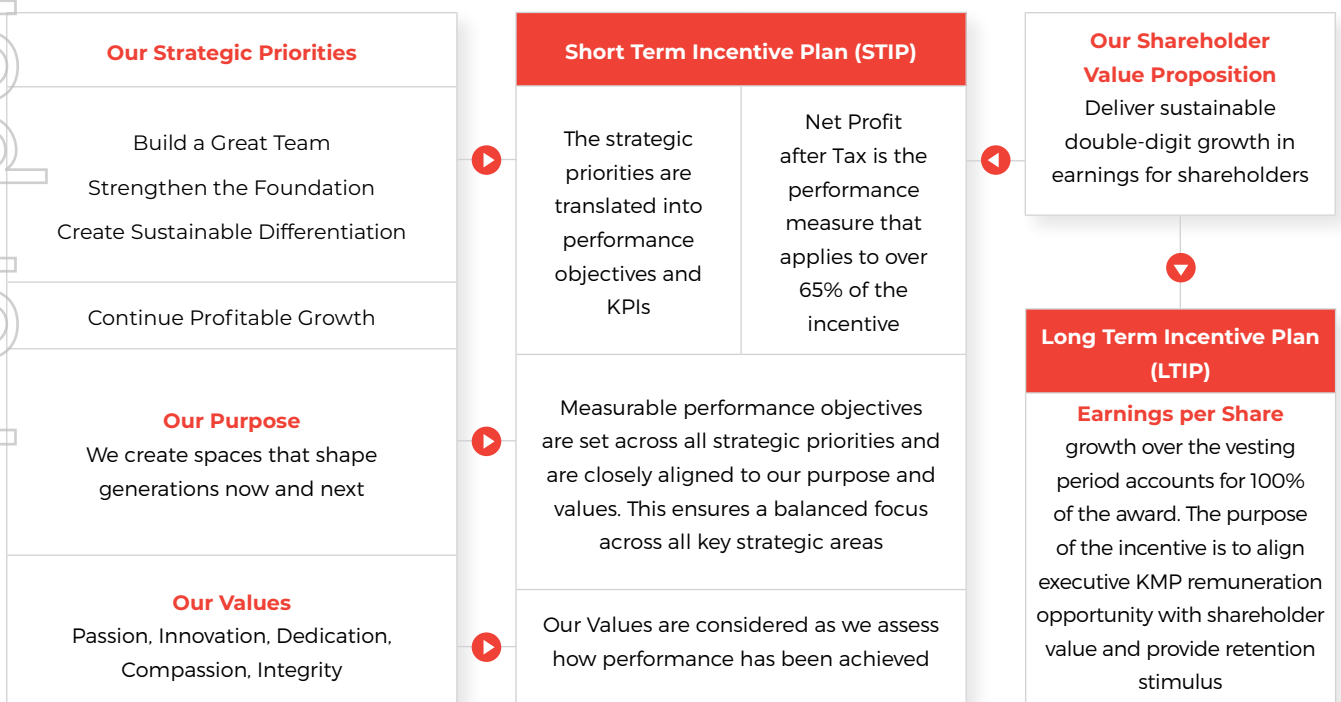 Our Strategic Priorities
Build a Great Team
Strengthen the Foundation
Create Sustainable Differentiation
Continue Profitable Growth
Our Purpose
We create spaces that shape
generations now and next
Our Values
Passion, Innovation, Dedication,
Compassion, Integrity
Short Term Incentive Plan (STIP)
The strategic
priorities are
translated into
performance
objectives and
KPIs
Net Profit
after Tax is the
performance
measure that
applies to over
65% of the
incentive
Measurable performance objectives
are set across all strategic priorities and
are closely aligned to our purpose and
values. This ensures a balanced focus
across all key strategic areas
Our Values are considered as we assess
how performance has been achieved
Our Shareholder
Value Proposition
Deliver sustainable
double-digit growth in
earnings for shareholders
Long Term Incentive Plan
(LTIP)
Earnings per Share
growth over the vesting
period accounts for 100%
of the award. The purpose
of the incentive is to align
executive KMP remuneration
opportunity with shareholder
value and provide retention
stimulus